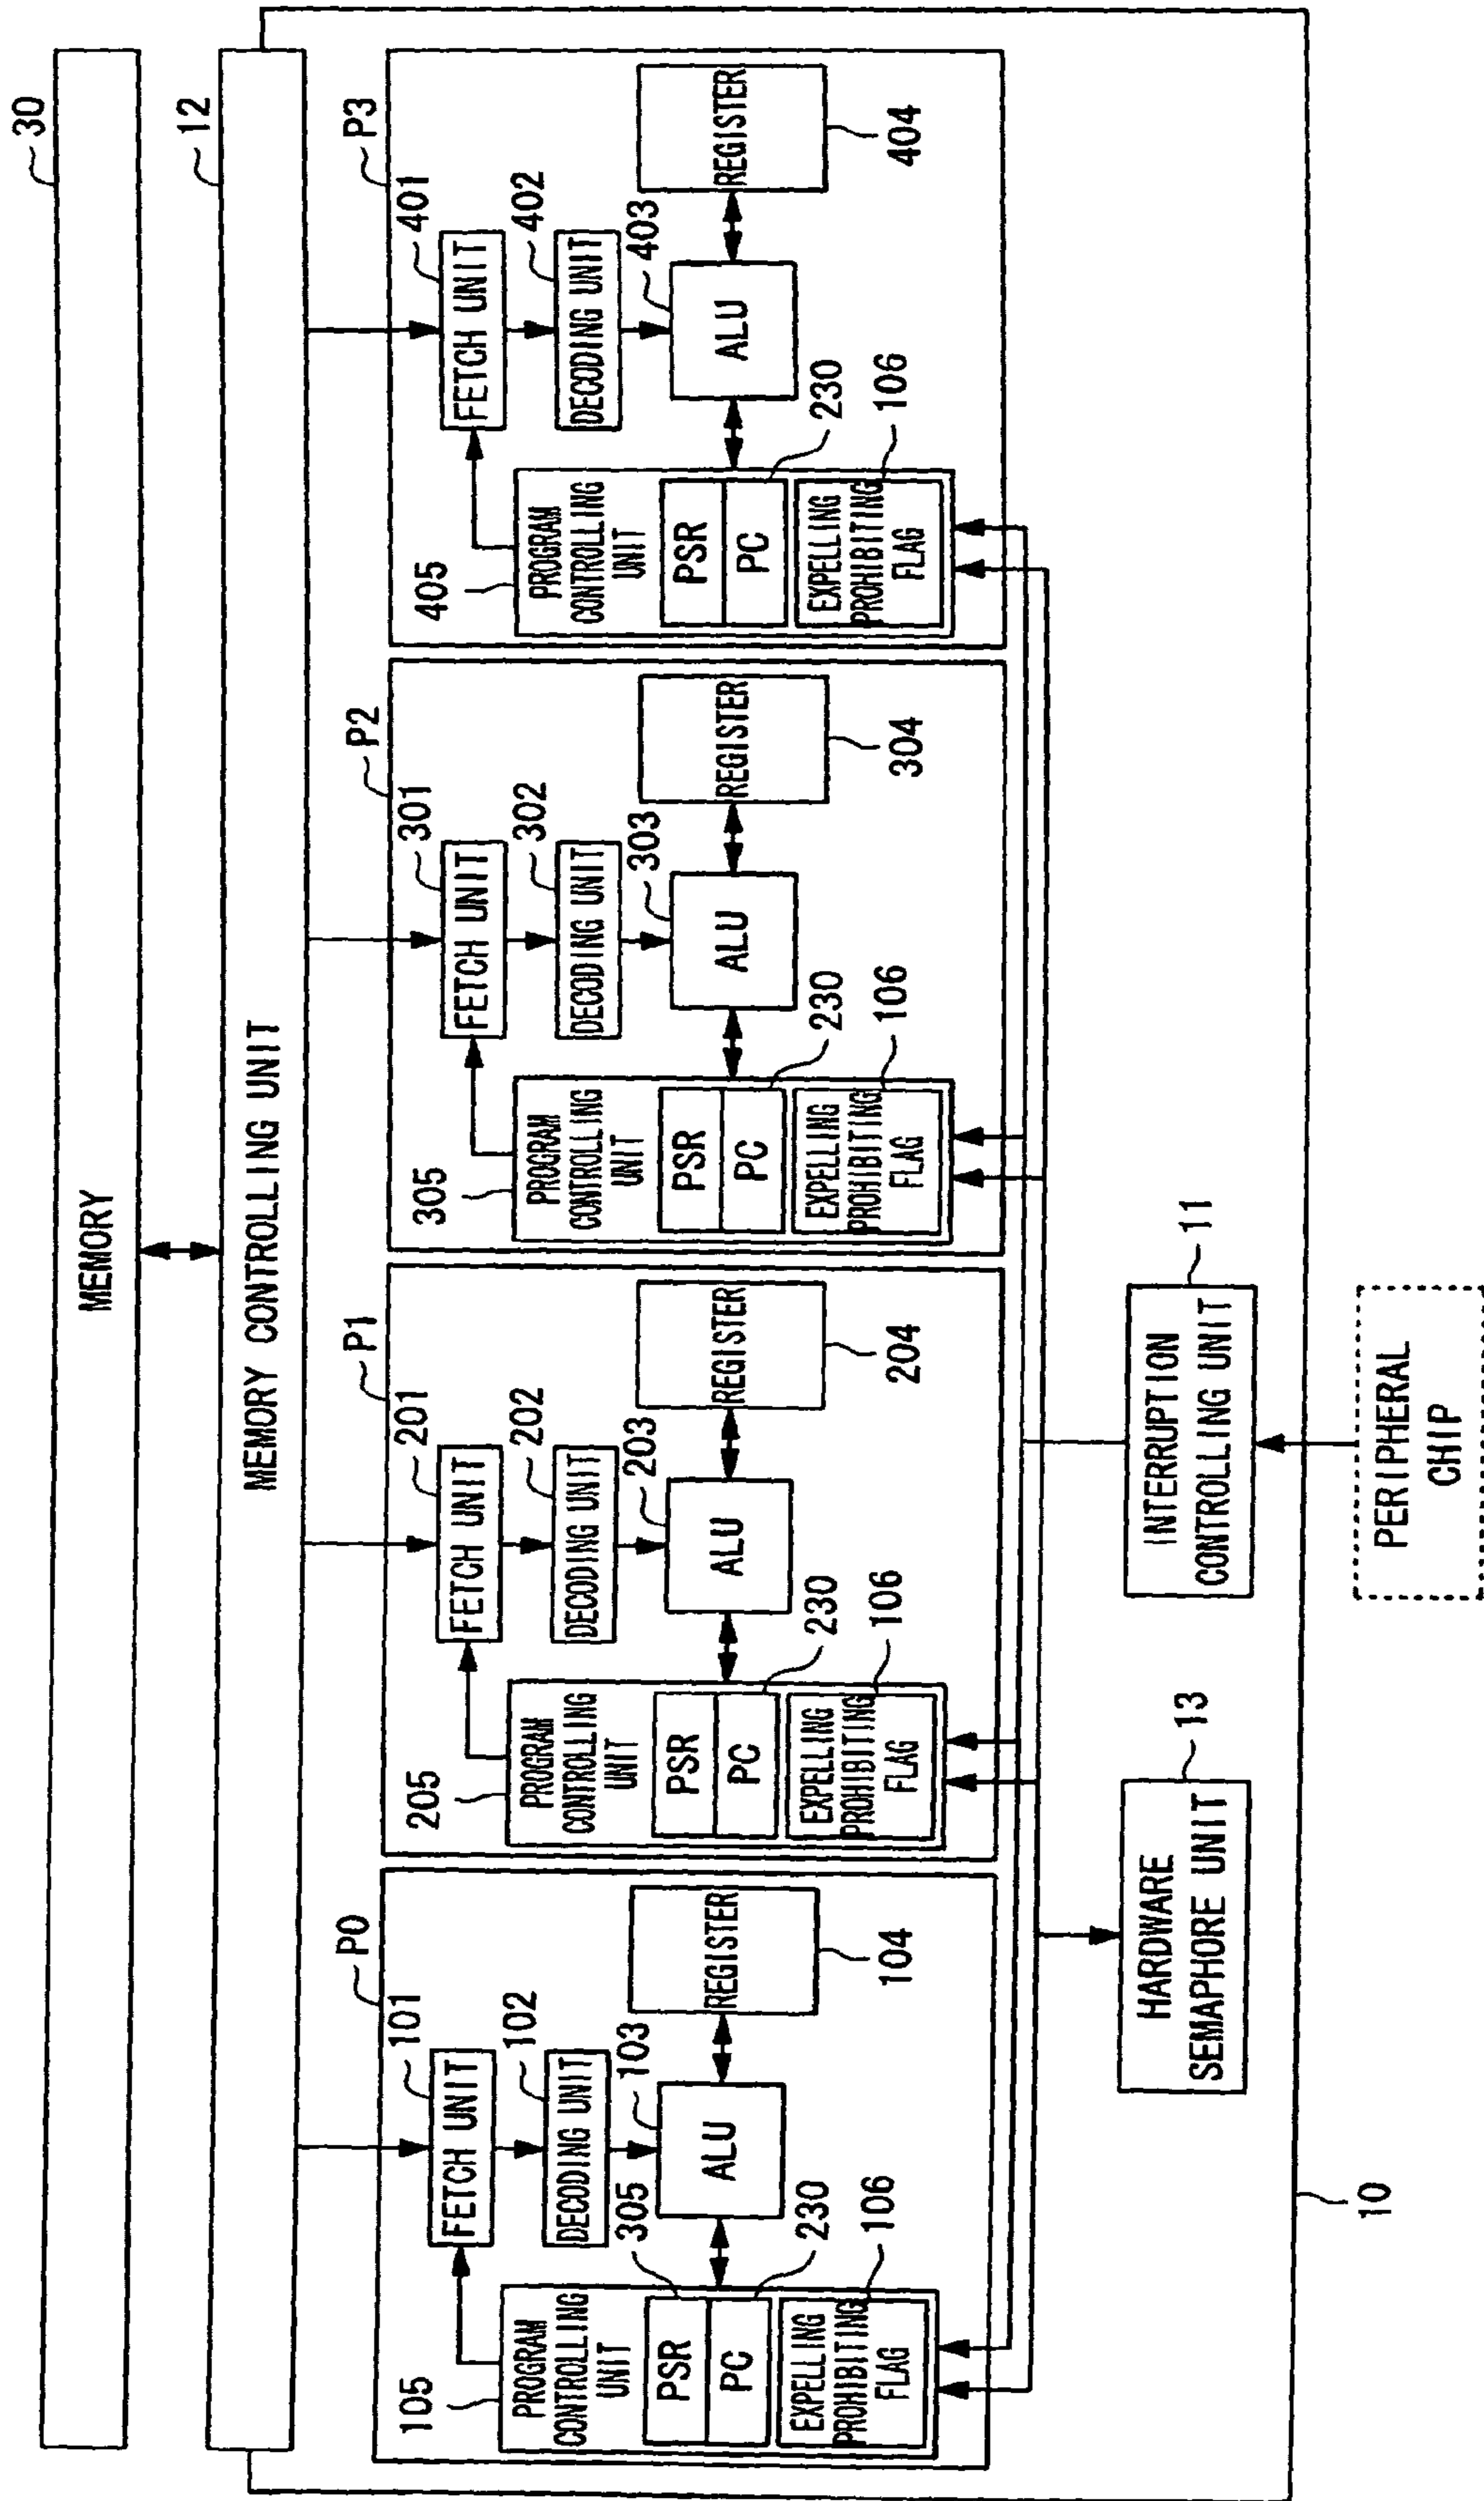 30
MEMORY
12
MEMORY CONTROLLING UNIT
P0
101
FETCH UNIT
102
DECODING UNIT
103
ALU
REGISTER
104
105
PROGRAM
CONTROLLING
UNIT
305
PSR
PC
230
EXPELLING
PROHIBITING
FLAG
106
P1
201
FETCH UNIT
202
DECODING UNIT
203
ALU
REGISTER
204
205
PROGRAM
CONTROLLING
UNIT
PSR
PC
230
EXPELLING
PROHIBITING
FLAG
106
P2
301
FETCH UNIT
302
DECODING UNIT
303
ALU
REGISTER
304
305
PROGRAM
CONTROLLING
UNIT
PSR
PC
230
EXPELLING
PROHIBITING
FLAG
106
P3
401
FETCH UNIT
402
DECODING UNIT
403
ALU
REGISTER
404
405
PROGRAM
CONTROLLING
UNIT
PSR
PC
230
EXPELLING
PROHIBITING
FLAG
106
HARDWARE
SEMAPHORE UNIT
13
INTERRUPTION
CONTROLLING UNIT
11
10
PERIPHERAL
CHIP